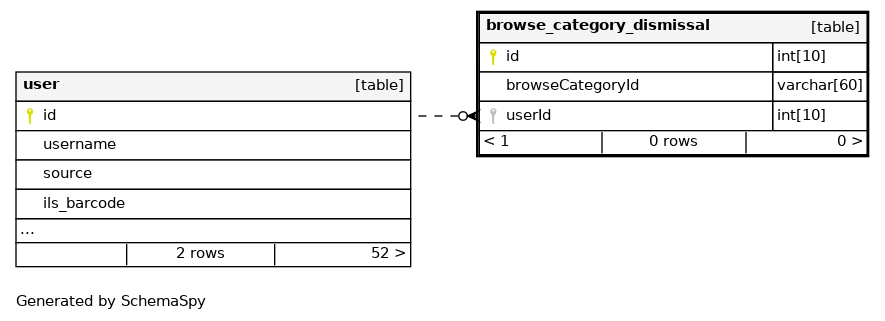 browse_category_dismissal [table]
id int[10]
browseCategoryId varchar[60]
userId int[10]
< 1 0 rows 0 >
user [table]
id
username
source
ils_barcode
...
2 rows 52 >
Generated by SchemaSpy